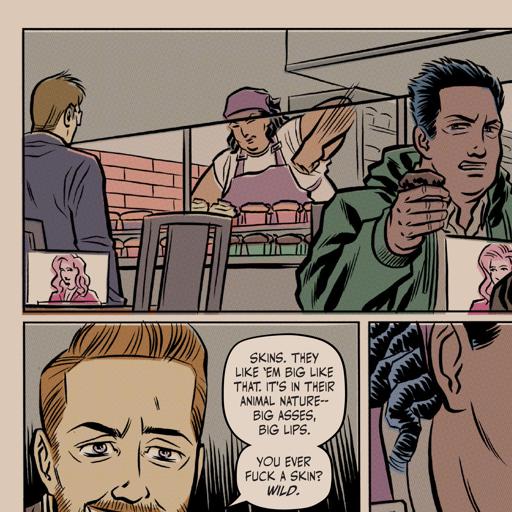 SKINS. THEY
LIKE 'EM BIG LIKE
THAT. IT'S IN THEIR
ANIMAL NATURE--
BIG ASSES,
BIG LIPS.
YOU EVER
FUCK A SKIN?
WILD.